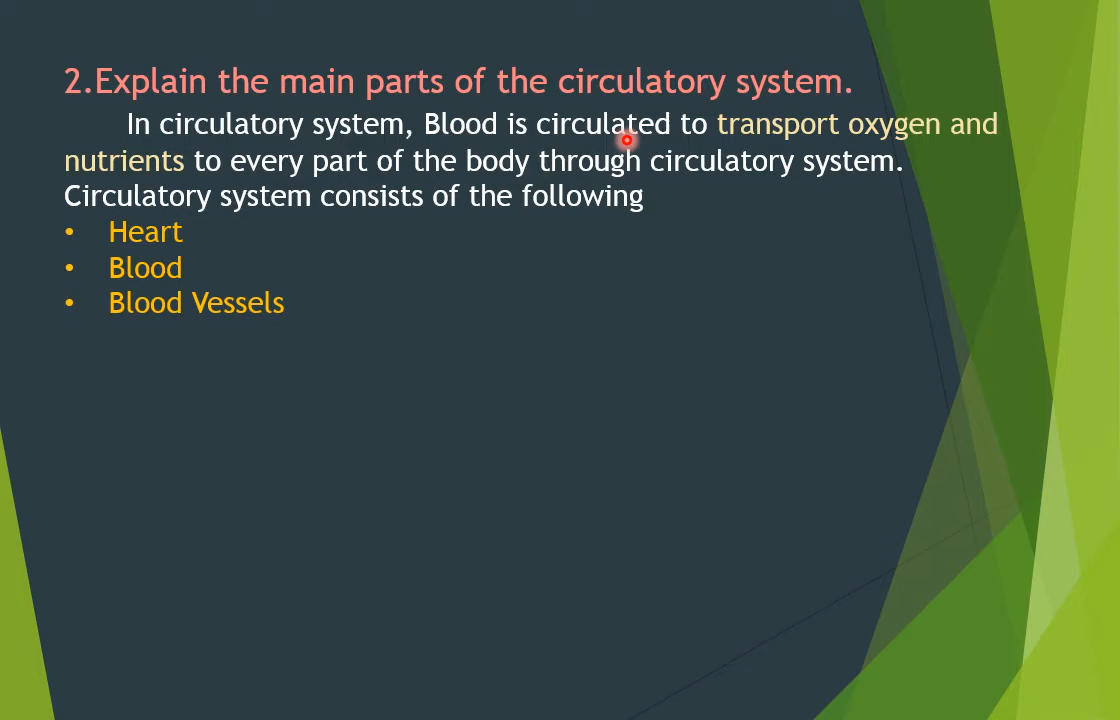 2.Explain the main parts of the circulatory system.
In circulatory system, Blood is circulated to transport oxygen and
nutrients to every part of the body through circulatory system.
Circulatory system consists of the following
• Heart
• Blood
• Blood Vessels